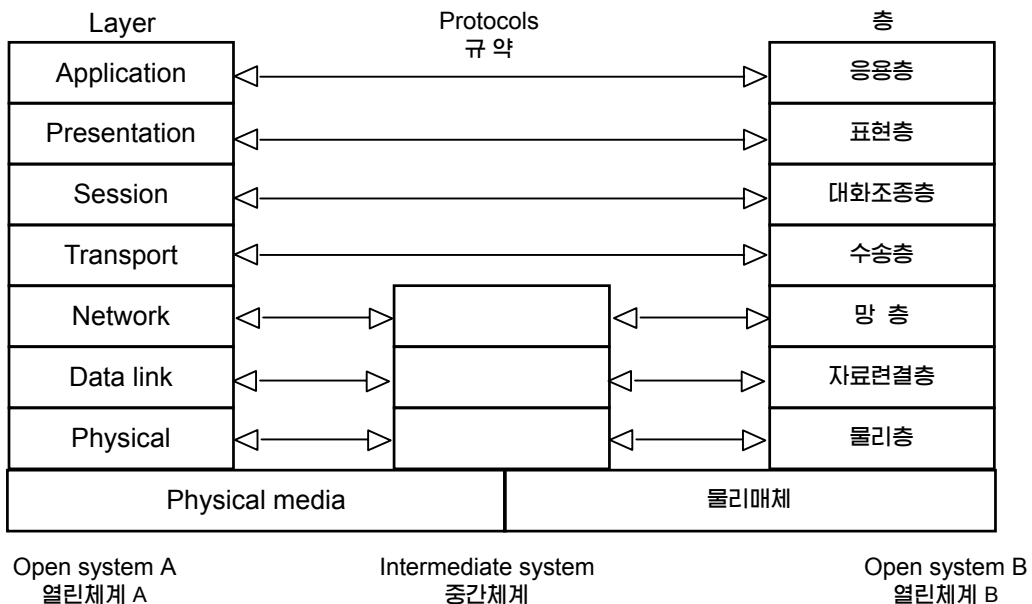 Layer
Protocols
규 약
층
Application
응용층
Presentation
표현층
Session
대화조종층
Transport
수송층
Network
망 층
Data link
자료련결층
Physical
물리층
Physical media
물리매체
Open system A
열린체계 A
Intermediate system
중간체계
Open system B
열린체계 B